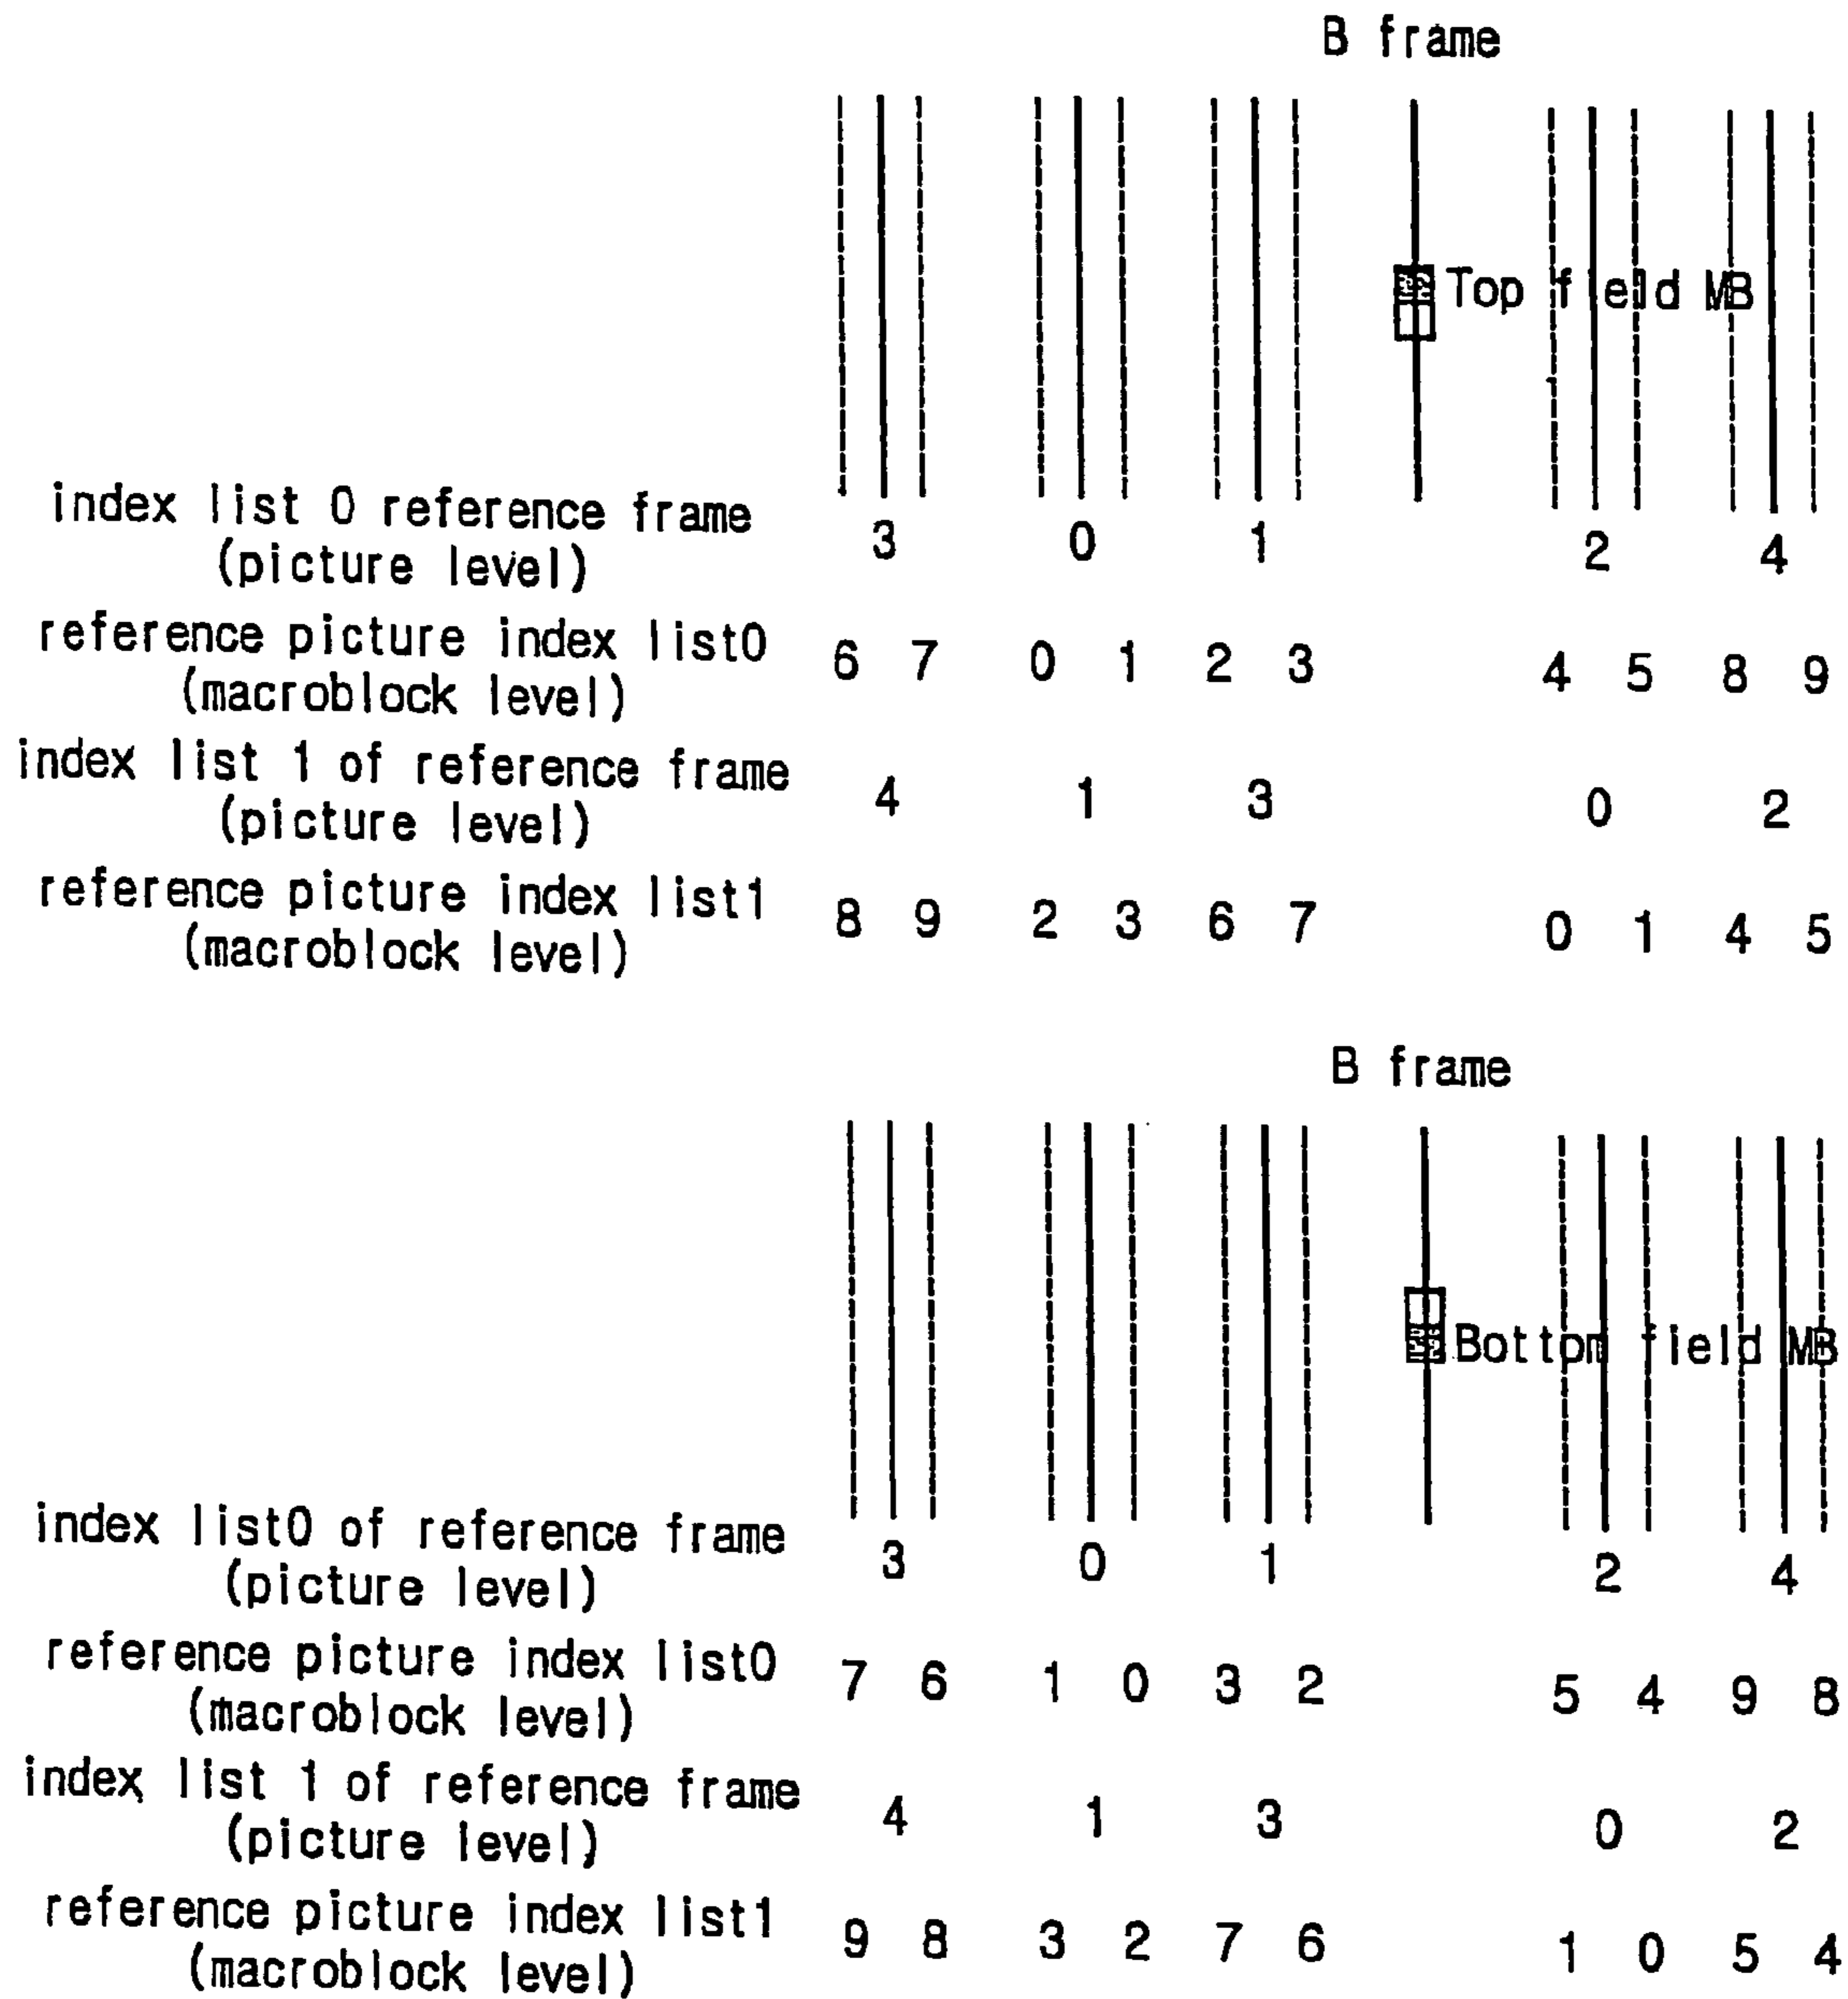 B frame
Top field MB
index list 0 reference frame
(picture level)
3 0 1 2 4
reference picture index list0
(macroblock level)
6 7 0 1 2 3 4 5 8 9
index list 1 of reference frame
(picture level)
4 1 3 0 2
reference picture index list1
(macroblock level)
8 9 2 3 6 7 0 1 4 5
B frame
Bottom field MB
index list0 of reference frame
(picture level)
3 0 1 2 4
reference picture index list0
(macroblock level)
7 6 1 0 3 2 5 4 9 8
index list 1 of reference frame
(picture level)
4 1 3 0 2
reference picture index list1
(macroblock level)
9 8 3 2 7 6 1 0 5 4